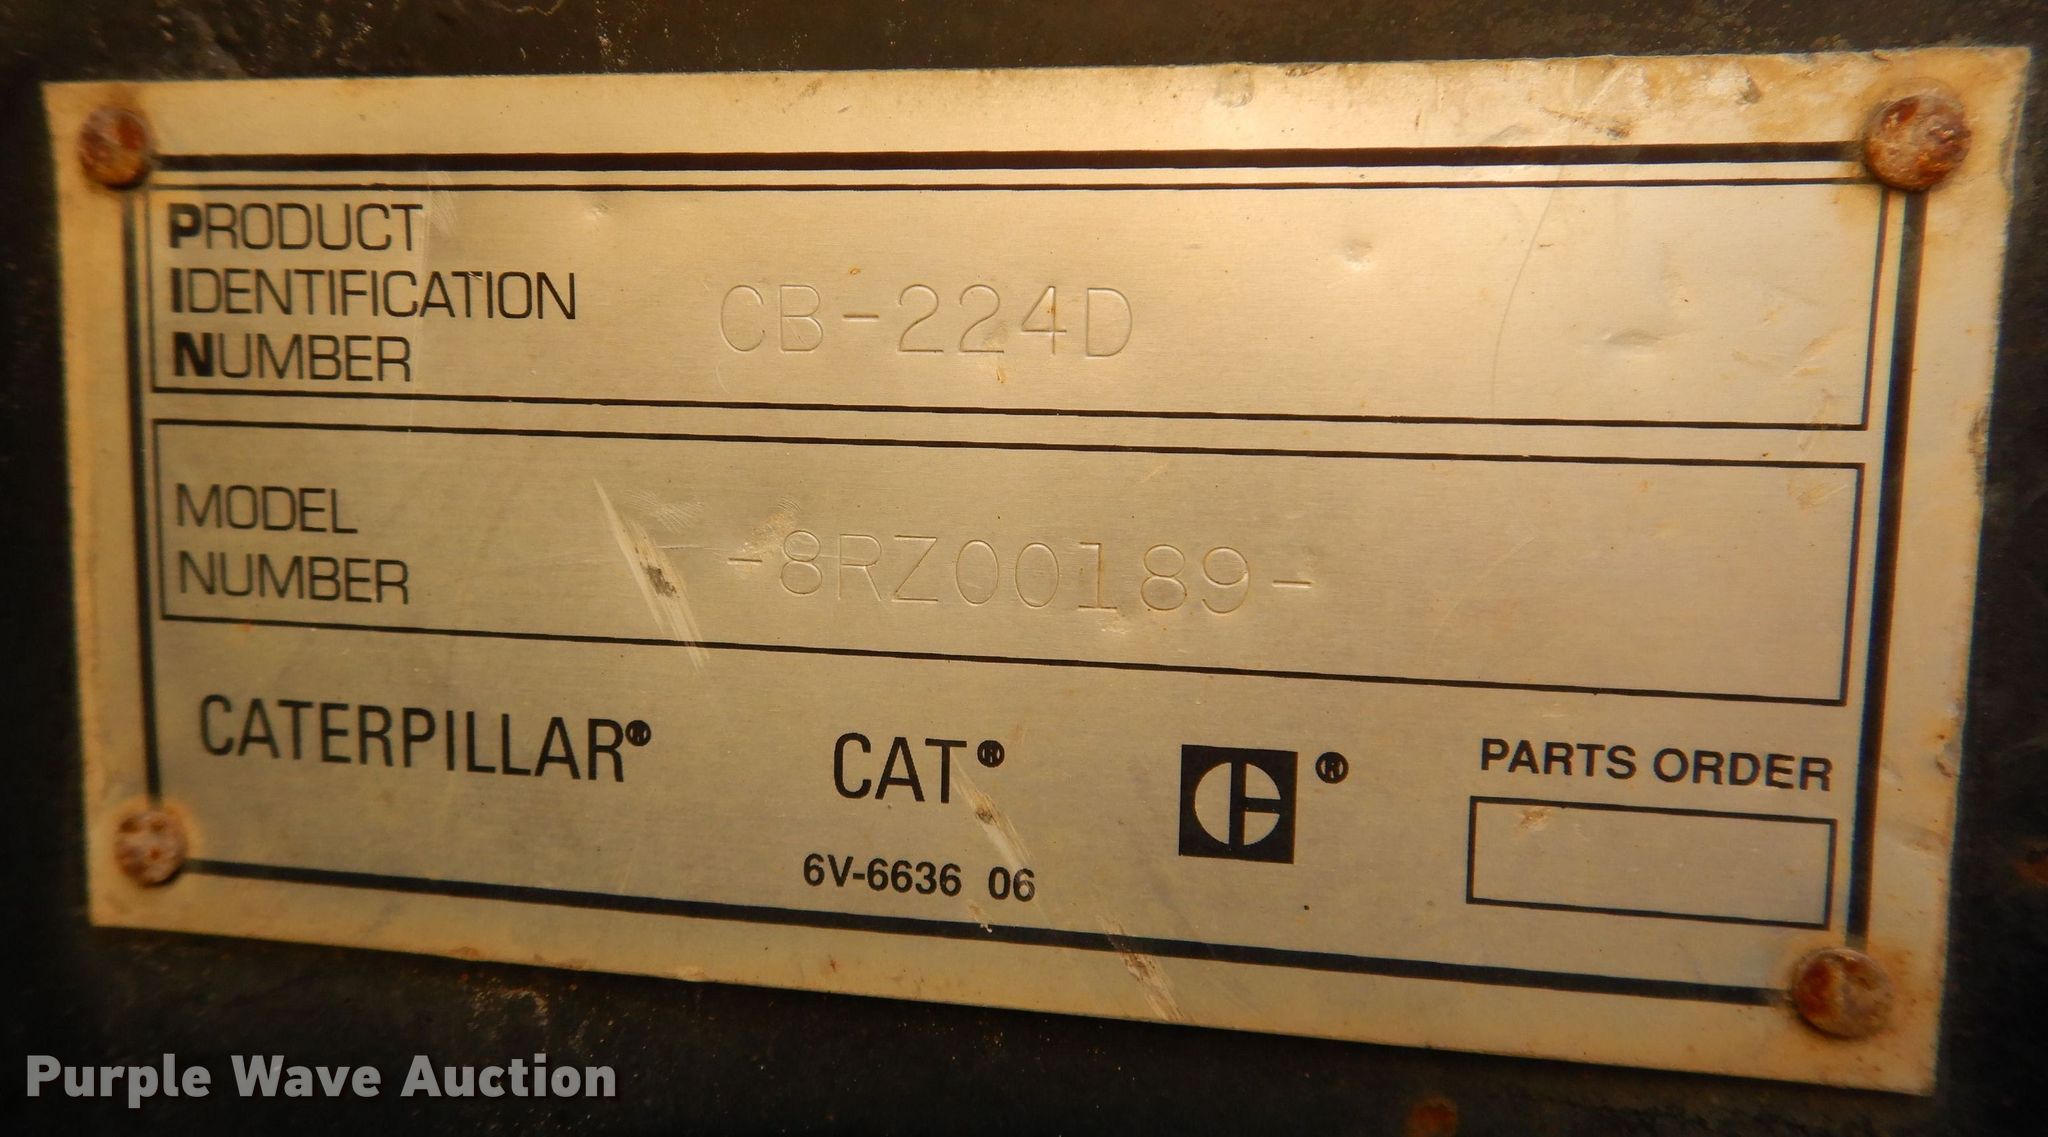 PRODUCT
IDENTIFICATION
NUMBER
CB-224D
MODEL
NUMBER
-8RZ00189-
CATERPILLAR®
CAT®
®
PARTS ORDER
6V-6636 06
Purple Wave Auction